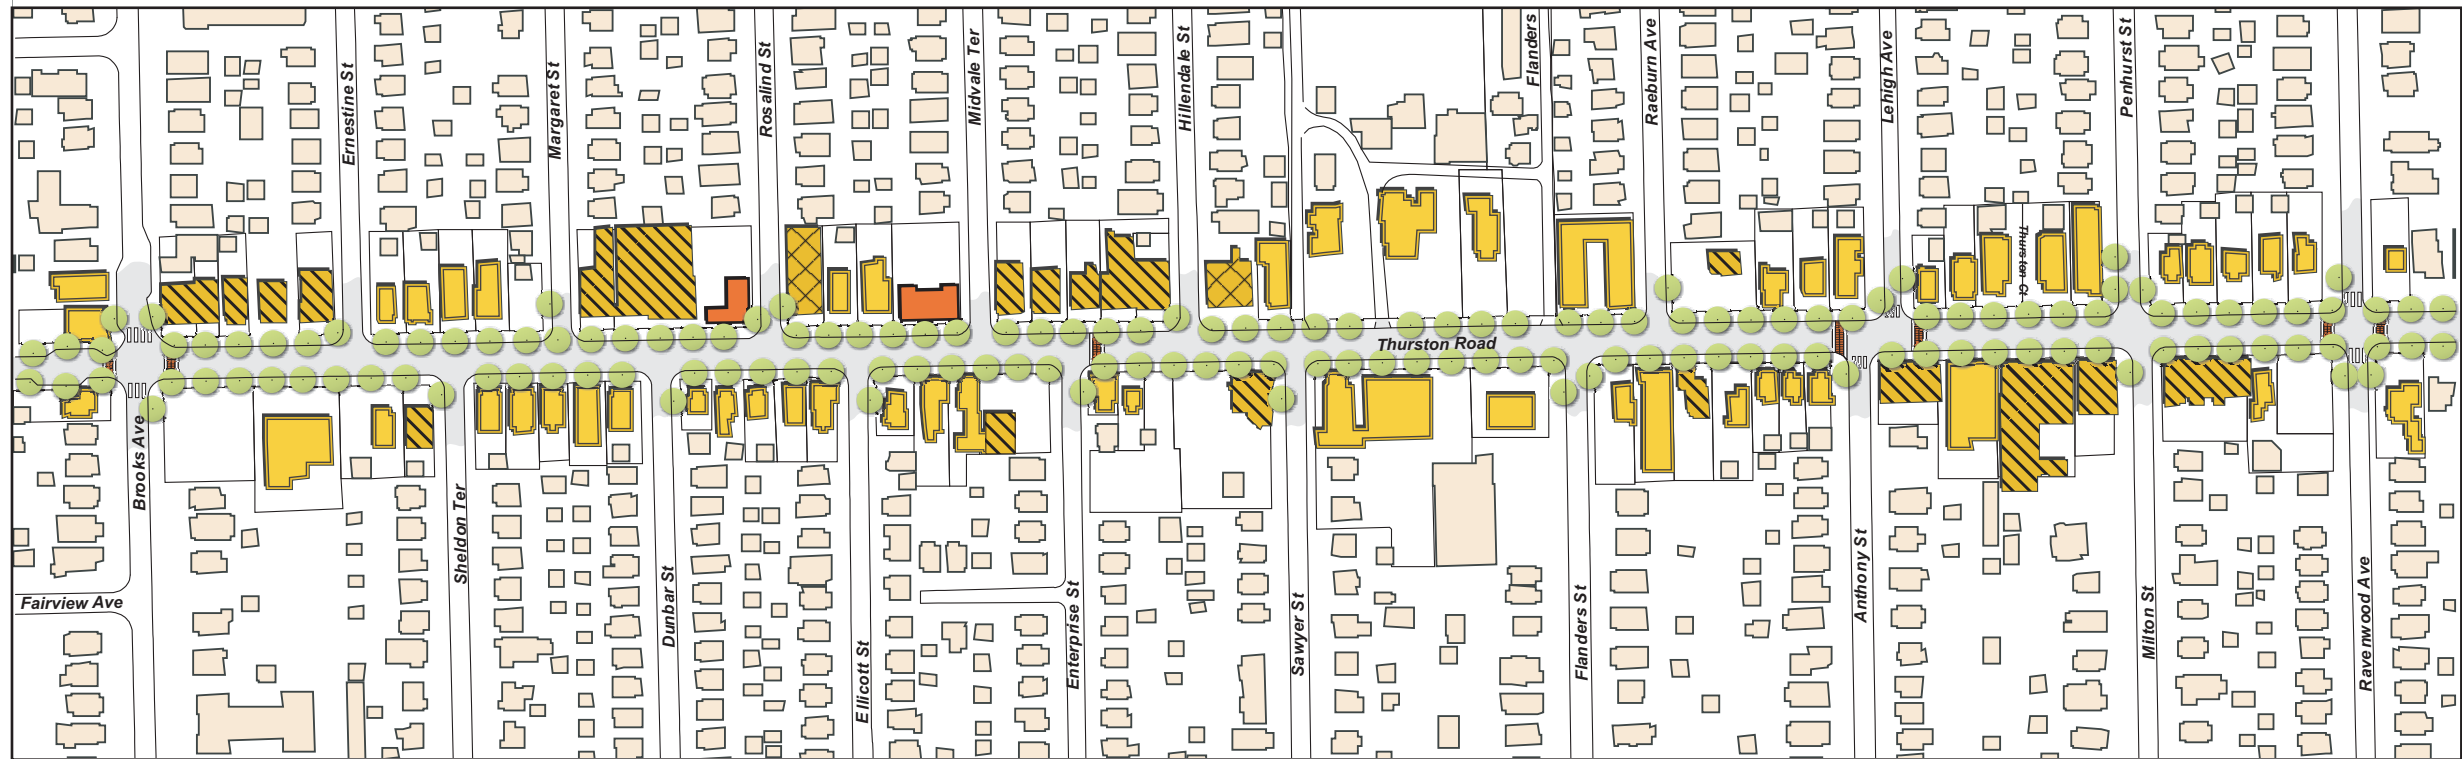 Ernestine St
Margaret St
Rosalind St
Midvale Ter
Hillendale St
Flanders
Raeburn Ave
Lehigh Ave
Penhurst St
Thurston Ct
Thurston Road
Brooks Ave
Sheldon Ter
Dunbar St
Ellicott St
Enterprise St
Sawyer St
Flanders St
Anthony St
Milton St
Ravenwood Ave
Fairview Ave